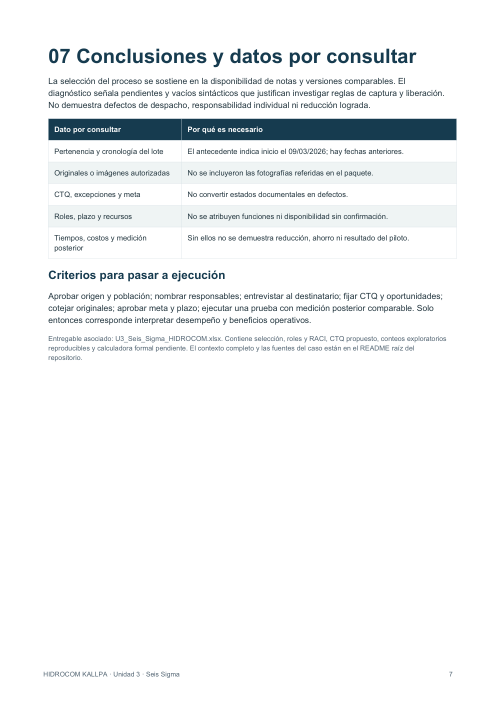 07 Conclusiones y datos por consultar
La selección del proceso se sostiene en la disponibilidad de notas y versiones comparables. El
diagnóstico señala pendientes y vacíos sintácticos que justifican investigar reglas de captura y liberación.
No demuestra defectos de despacho, responsabilidad individual ni reducción lograda.
Dato por consultar Por qué es necesario
Pertenencia y cronología del lote El antecedente indica inicio el 09/03/2026; hay fechas anteriores.
Originales o imágenes autorizadas No se incluyeron las fotografías referidas en el paquete.
CTQ, excepciones y meta No convertir estados documentales en defectos.
Roles, plazo y recursos No se atribuyen funciones ni disponibilidad sin confirmación.
Tiempos, costos y medición Sin ellos no se demuestra reducción, ahorro ni resultado del piloto.
posterior
Criterios para pasar a ejecución
Aprobar origen y población; nombrar responsables; entrevistar al destinatario; fijar CTQ y oportunidades;
cotejar originales; aprobar meta y plazo; ejecutar una prueba con medición posterior comparable. Solo
entonces corresponde interpretar desempeño y beneficios operativos.
Entregable asociado: U3_Seis_Sigma_HIDROCOM.xlsx. Contiene selección, roles y RACI, CTQ propuesto, conteos exploratorios
reproducibles y calculadora formal pendiente. El contexto completo y las fuentes del caso están en el README raíz del
repositorio.
HIDROCOM KALLPA · Unidad 3 · Seis Sigma 7